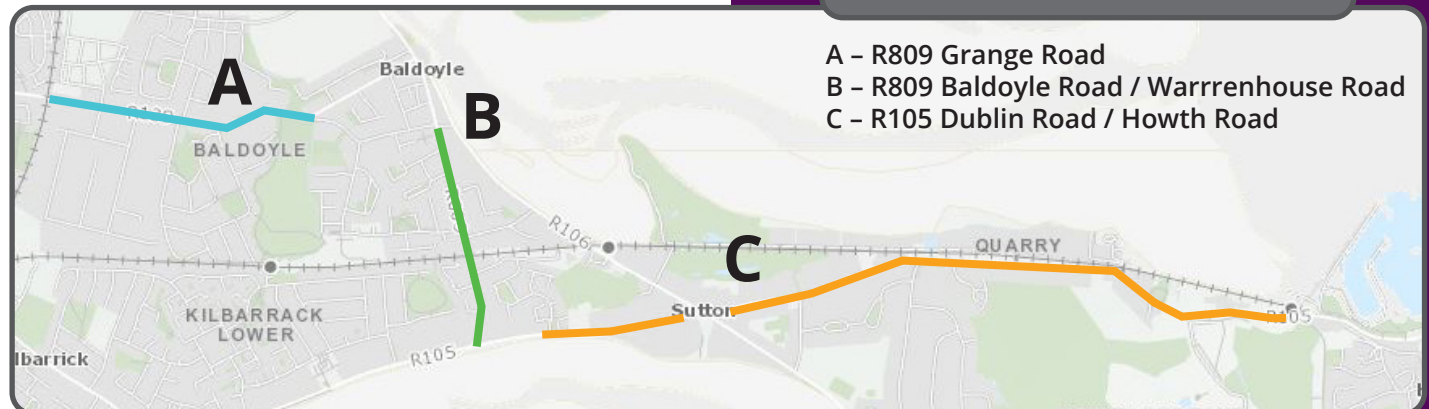 A – R809 Grange Road
B – R809 Baldoyle Road / Warrrenhouse Road
C – R105 Dublin Road / Howth Road
A
Baldoyle
B
BALDOYLE
R106
C
QUARRY
KILBARRACK
LOWER
Sutton
R105
lbarrick
R105